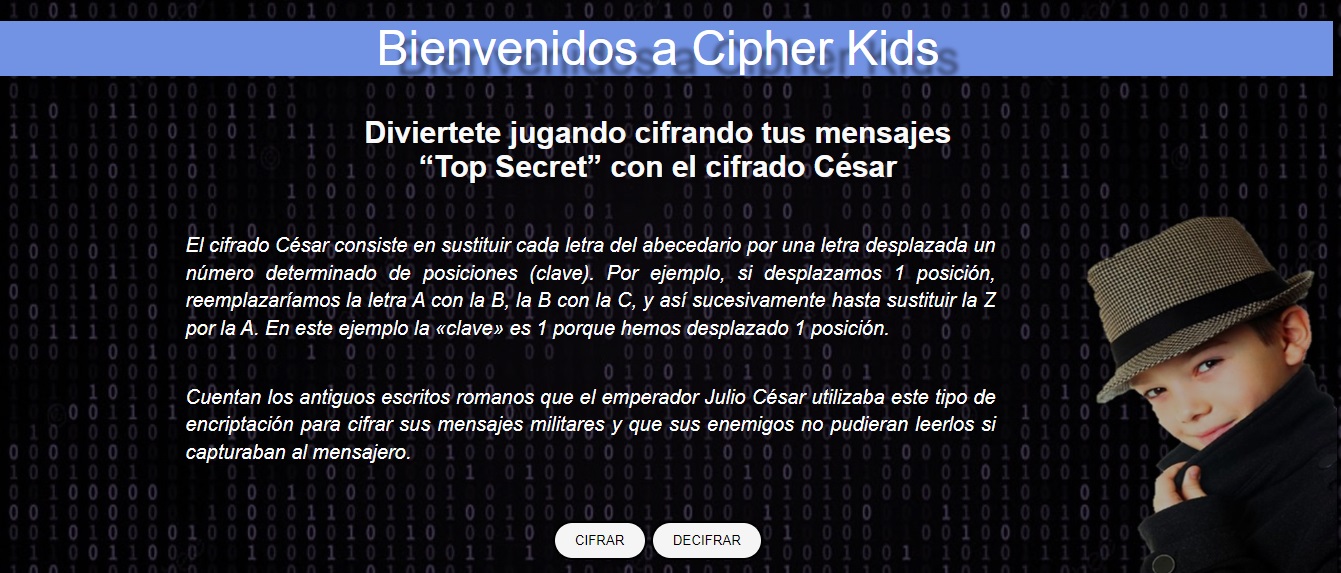 Bienvenidos a Cipher Kids
Diviertete jugando cifrando tus mensajes
“Top Secret” con el cifrado César
El cifrado César consiste en sustituir cada letra del abecedario por una letra desplazada un
número determinado de posiciones (clave). Por ejemplo, si desplazamos 1 posición,
reemplazaríamos la letra A con la B, la B con la C, y así sucesivamente hasta sustituir la Z
por la A. En este ejemplo la «clave» es 1 porque hemos desplazado 1 posición.
Cuentan los antiguos escritos romanos que el emperador Julio César utilizaba este tipo de
encriptación para cifrar sus mensajes militares y que sus enemigos no pudieran leerlos si
capturaban al mensajero.
CIFRAR DECIFRAR